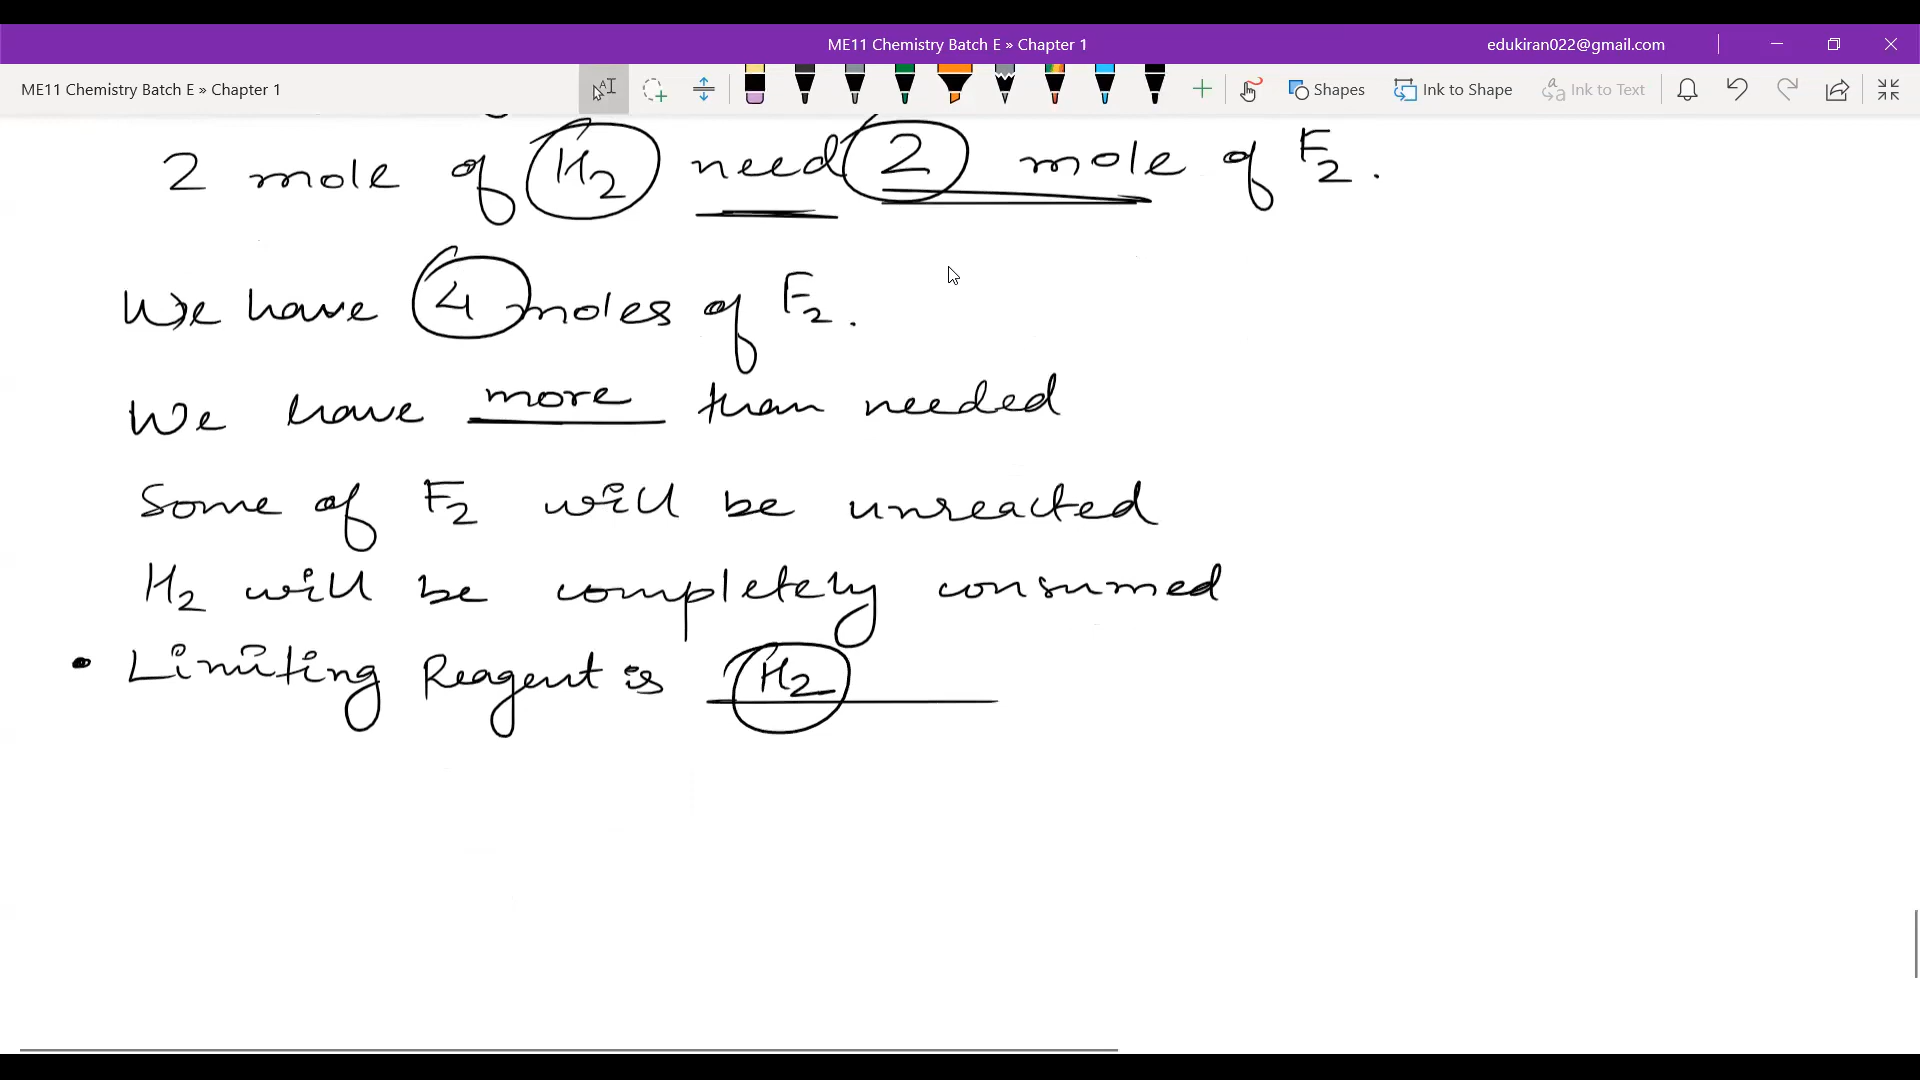 ME11 Chemistry Batch E » Chapter 1
edukiran022@gmail.com
ME11 Chemistry Batch E » Chapter 1
Shapes
Ink to Shape
Ink to Text
2 mole of H2 need 2 mole of F2.
We have 4 moles of F2.
We have more than needed
Some of F2 will be unreacted
H2 will be completely consumed
• Limiting Reagent is H2